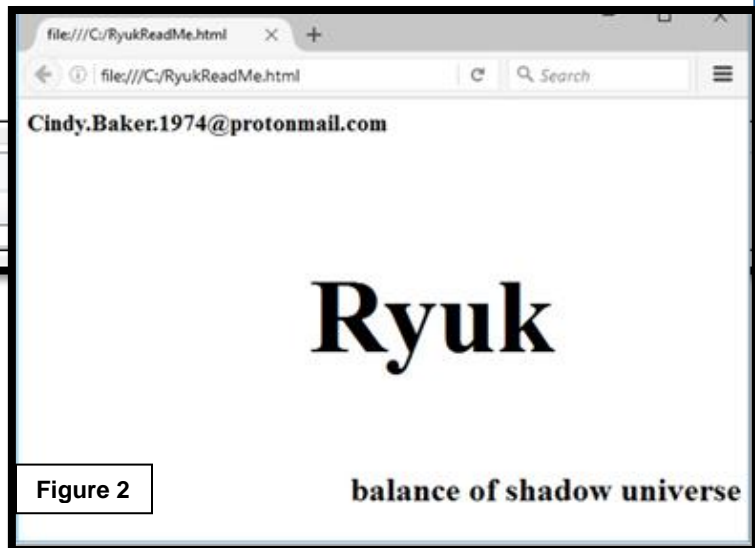 file:///C:/RyukReadMe.html
file:///C:/RyukReadMe.html
Search
Cindy.Baker.1974@protonmail.com
Ryuk
Figure 2
balance of shadow universe